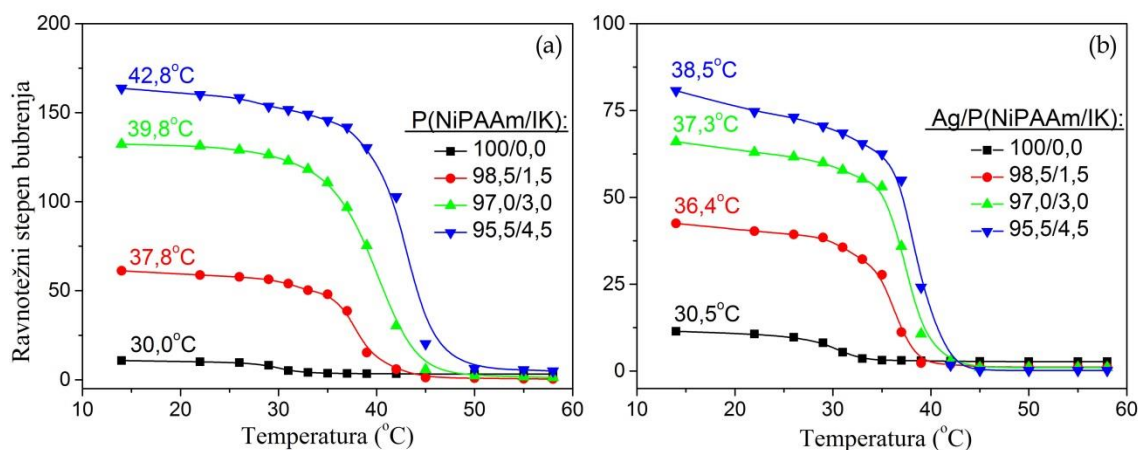 (a)
Ravnotežni stepen bubrenja
200
150
100
50
0
10 20 30 40 50 60
Temperatura (°C)
42,8°C
39,8°C
37,8°C
30,0°C
P(NiPAAm/IK):
100/0,0
98,5/1,5
97,0/3,0
95,5/4,5
(b)
100
75
50
25
0
10 20 30 40 50 60
Temperatura (°C)
38,5°C
37,3°C
36,4°C
30,5°C
Ag/P(NiPAAm/IK):
100/0,0
98,5/1,5
97,0/3,0
95,5/4,5